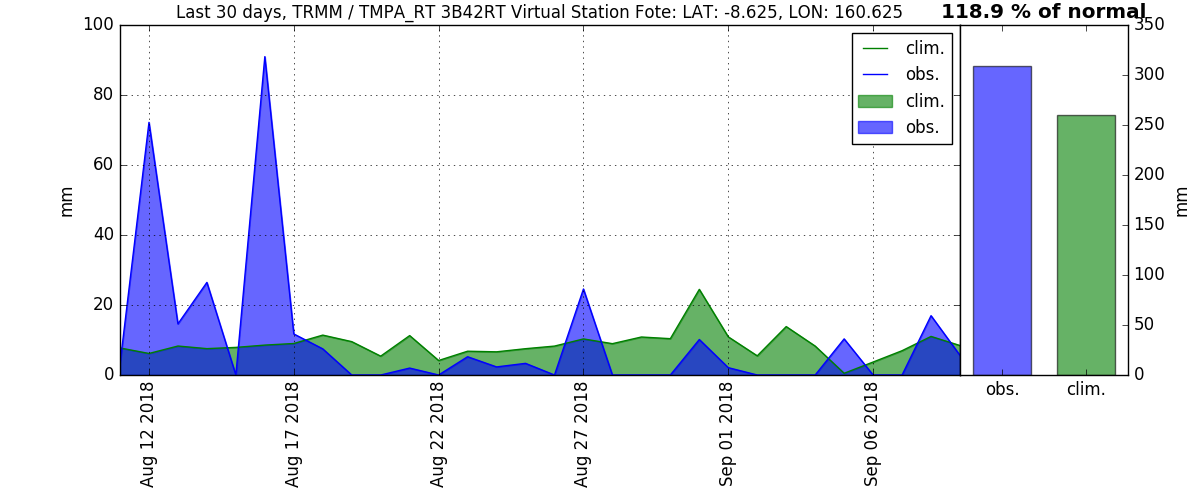 Last 30 days, TRMM / TMPA_RT 3B42RT Virtual Station Fote: LAT: -8.625, LON: 160.625
118.9 % of normal
100
80
60
40
20
0
mm
clim.
obs.
clim.
obs.
350
300
250
200
150
100
50
0
mm
Aug 12 2018
Aug 17 2018
Aug 22 2018
Aug 27 2018
Sep 01 2018
Sep 06 2018
obs.
clim.